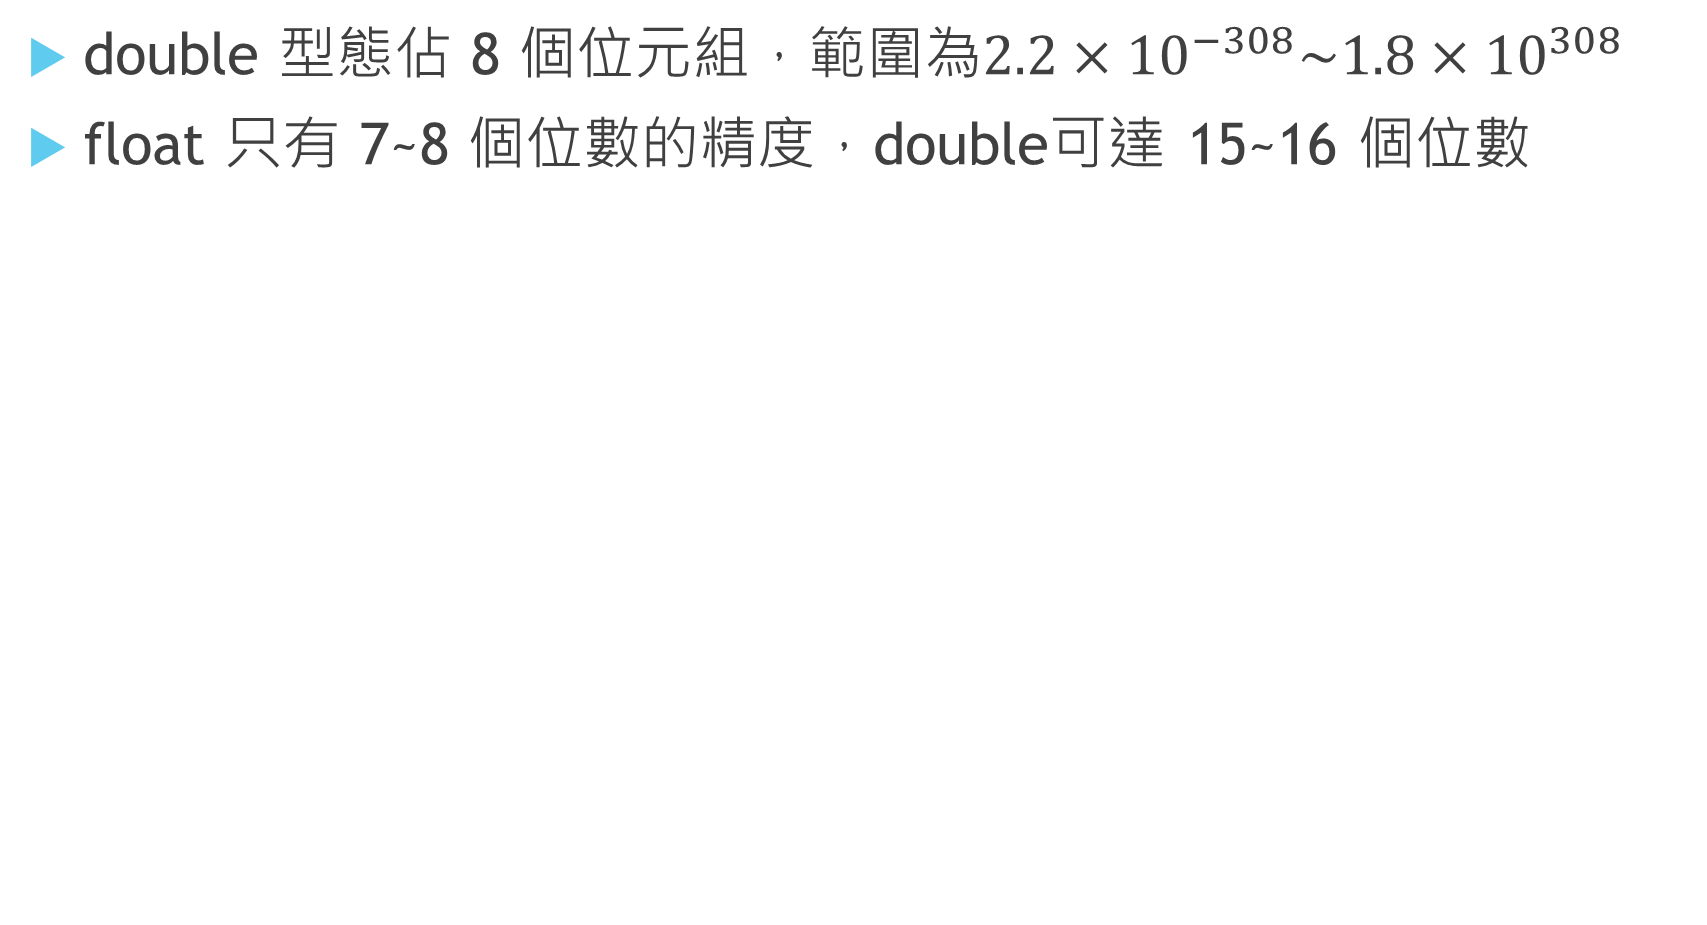 double 型態佔 8 個位元組，範圍為2.2 × 10⁻³⁰⁸~1.8 × 10³⁰⁸
float 只有 7~8 個位數的精度，double可達 15~16 個位數